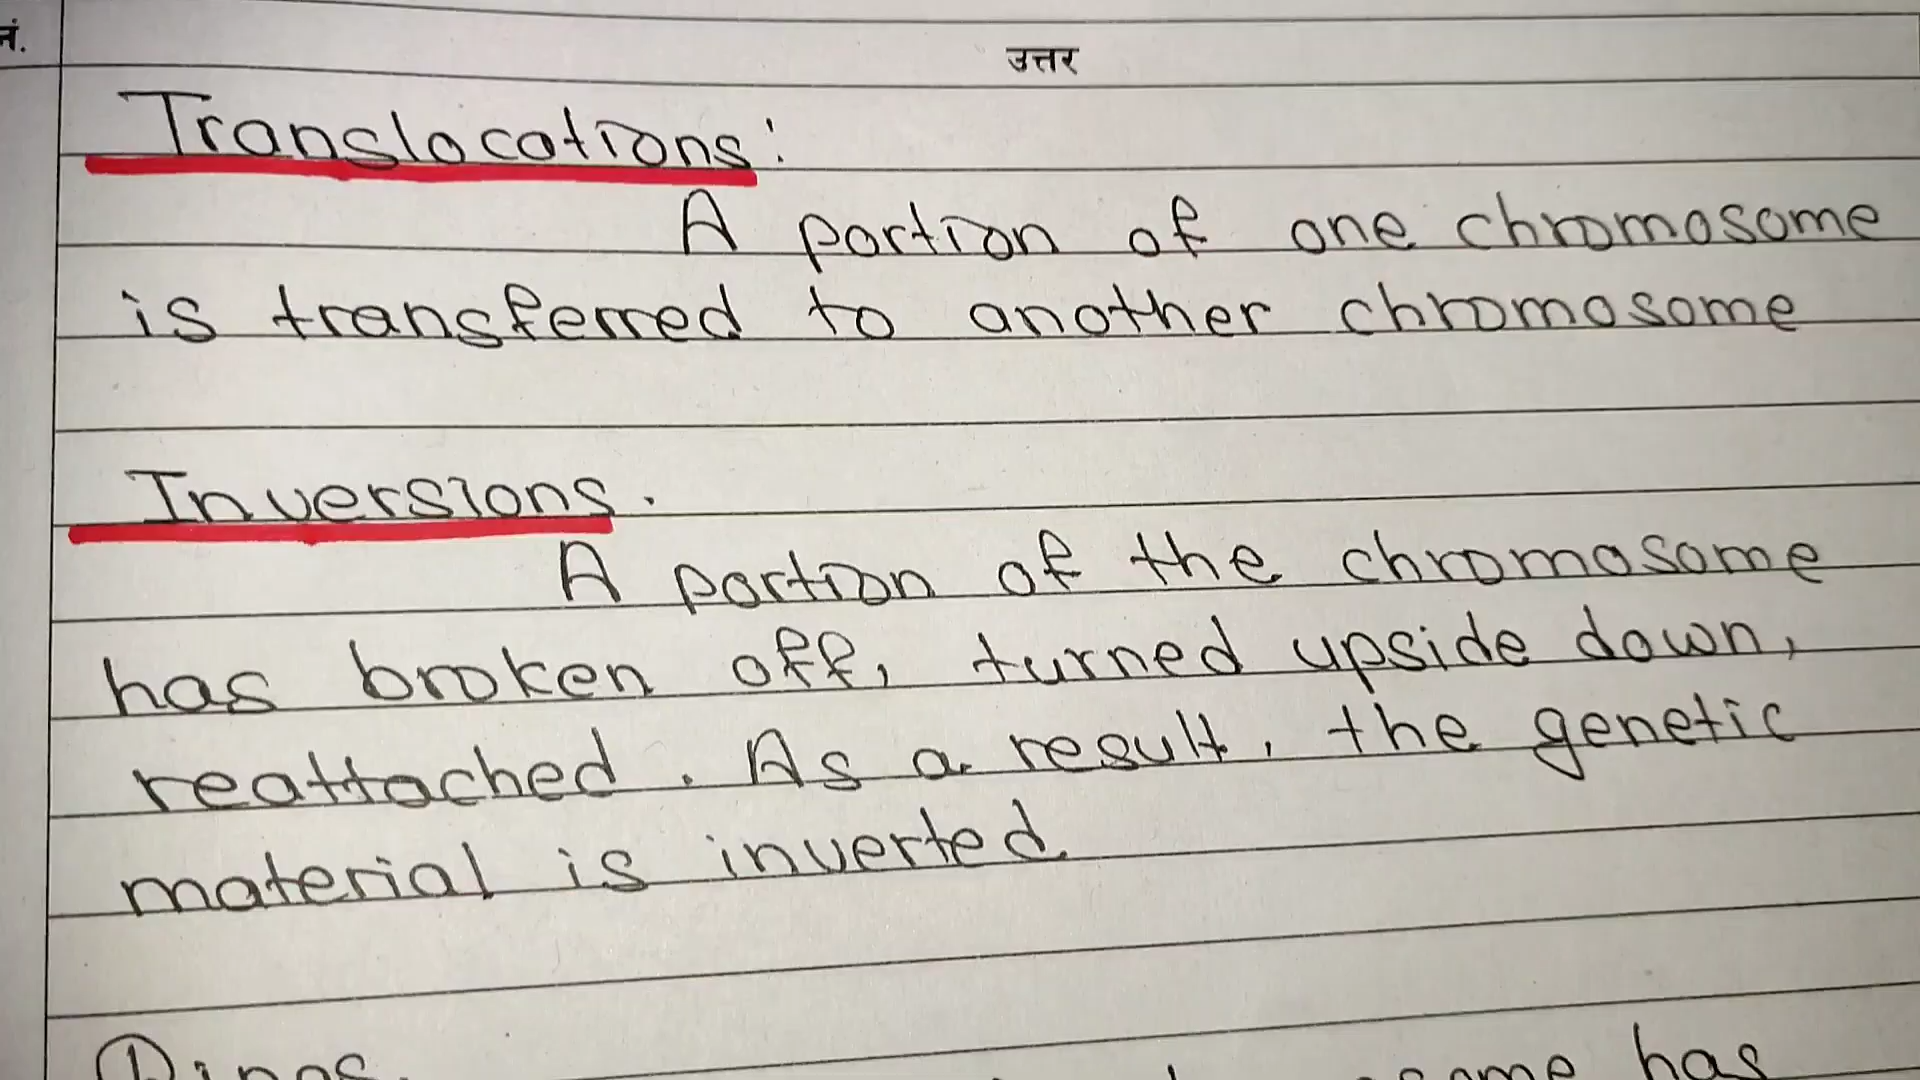 नं.
उत्तर
Translocations:
A portion of one chromosome
is transferred to another chromosome
Inversions.
A portion of the chromosome
has broken off, turned upside down,
reattached. As a result, the genetic
material is inverted.
has